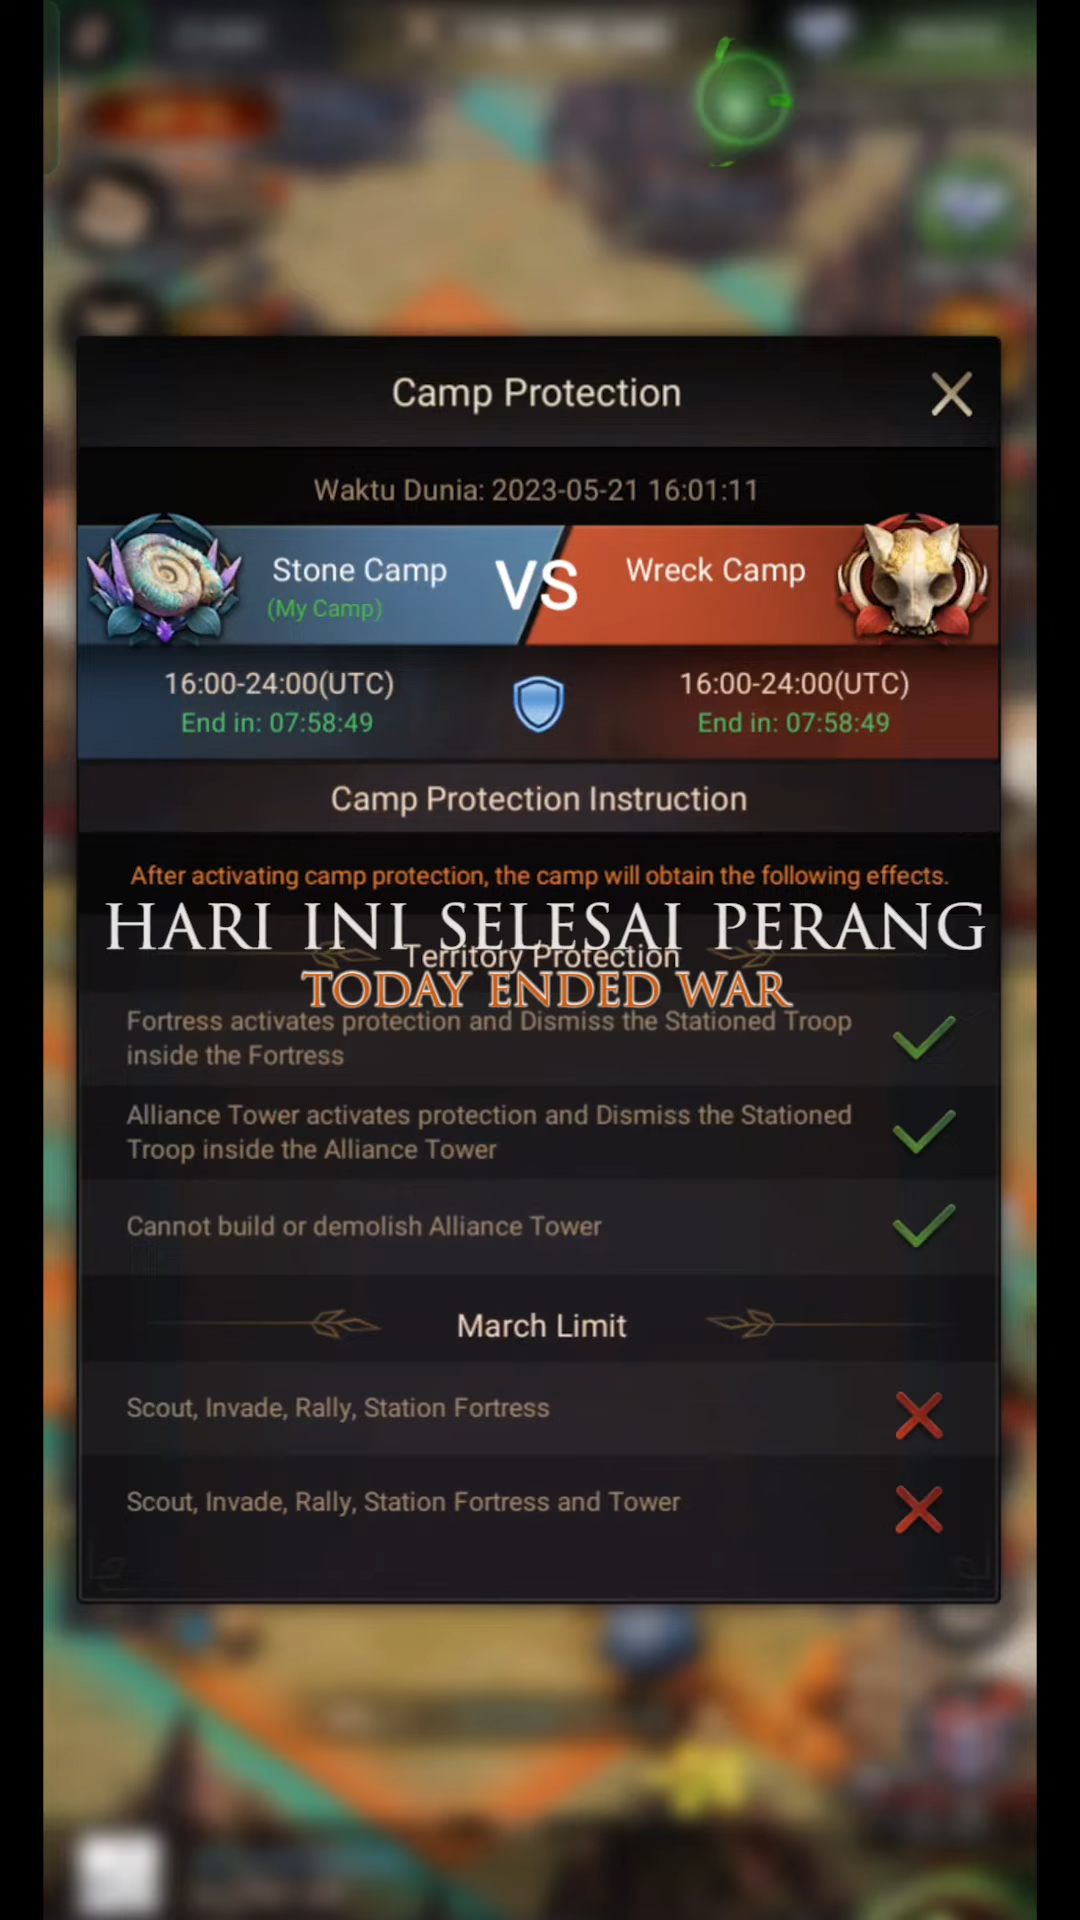 Camp Protection
Waktu Dunia: 2023-05-21 16:01:11
Stone Camp
(My Camp)
VS
Wreck Camp
16:00-24:00(UTC)
End in: 07:58:49
16:00-24:00(UTC)
End in: 07:58:49
Camp Protection Instruction
After activating camp protection, the camp will obtain the following effects.
HARI INI SELESAI PERANG
Territory Protection
TODAY ENDED WAR
Fortress activates protection and Dismiss the Stationed Troop
inside the Fortress
Alliance Tower activates protection and Dismiss the Stationed
Troop inside the Alliance Tower
Cannot build or demolish Alliance Tower
March Limit
Scout, Invade, Rally, Station Fortress
Scout, Invade, Rally, Station Fortress and Tower